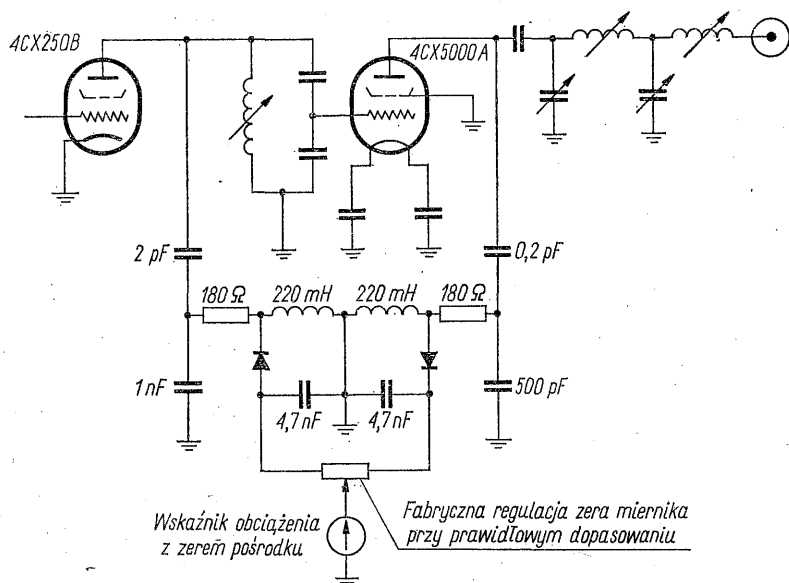 4CX250B
4CX5000A
2 pF
0,2 pF
180 Ω
220 mH
220 mH
180 Ω
1 nF
4,7 nF
4,7 nF
500 pF
Wskaźnik obciążenia
z zerem pośrodku
Fabryczna regulacja zera miernika
przy prawidłowym dopasowaniu